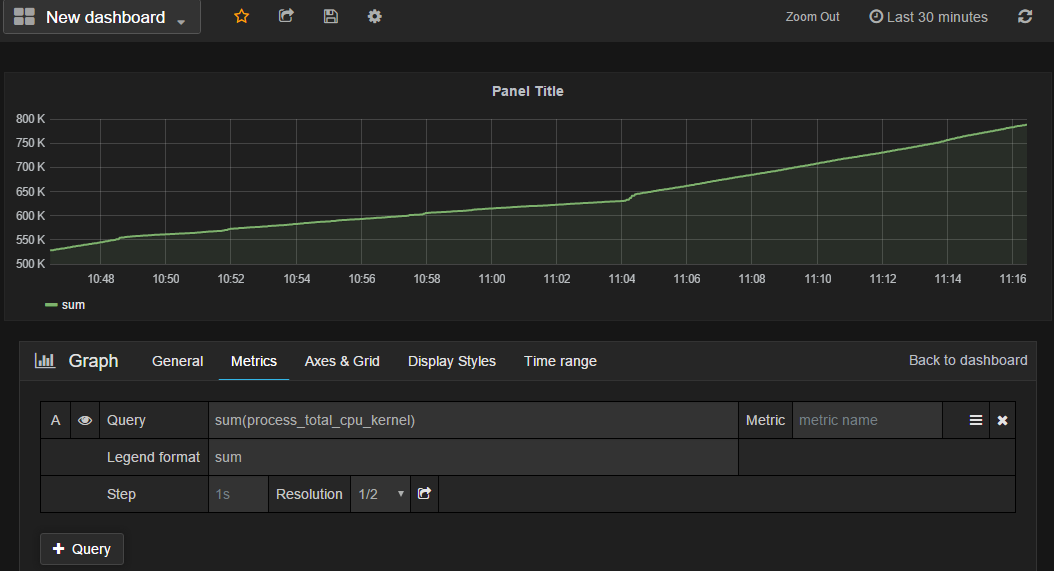 New dashboard
Zoom Out
Last 30 minutes
Panel Title
800 K
750 K
700 K
650 K
600 K
550 K
500 K
10:48 10:50 10:52 10:54 10:56 10:58 11:00 11:02 11:04 11:06 11:08 11:10 11:12 11:14 11:16
sum
Graph General Metrics Axes & Grid Display Styles Time range Back to dashboard
A Query sum(process_total_cpu_kernel) Metric metric name
Legend format sum
Step 1s Resolution 1/2
Query